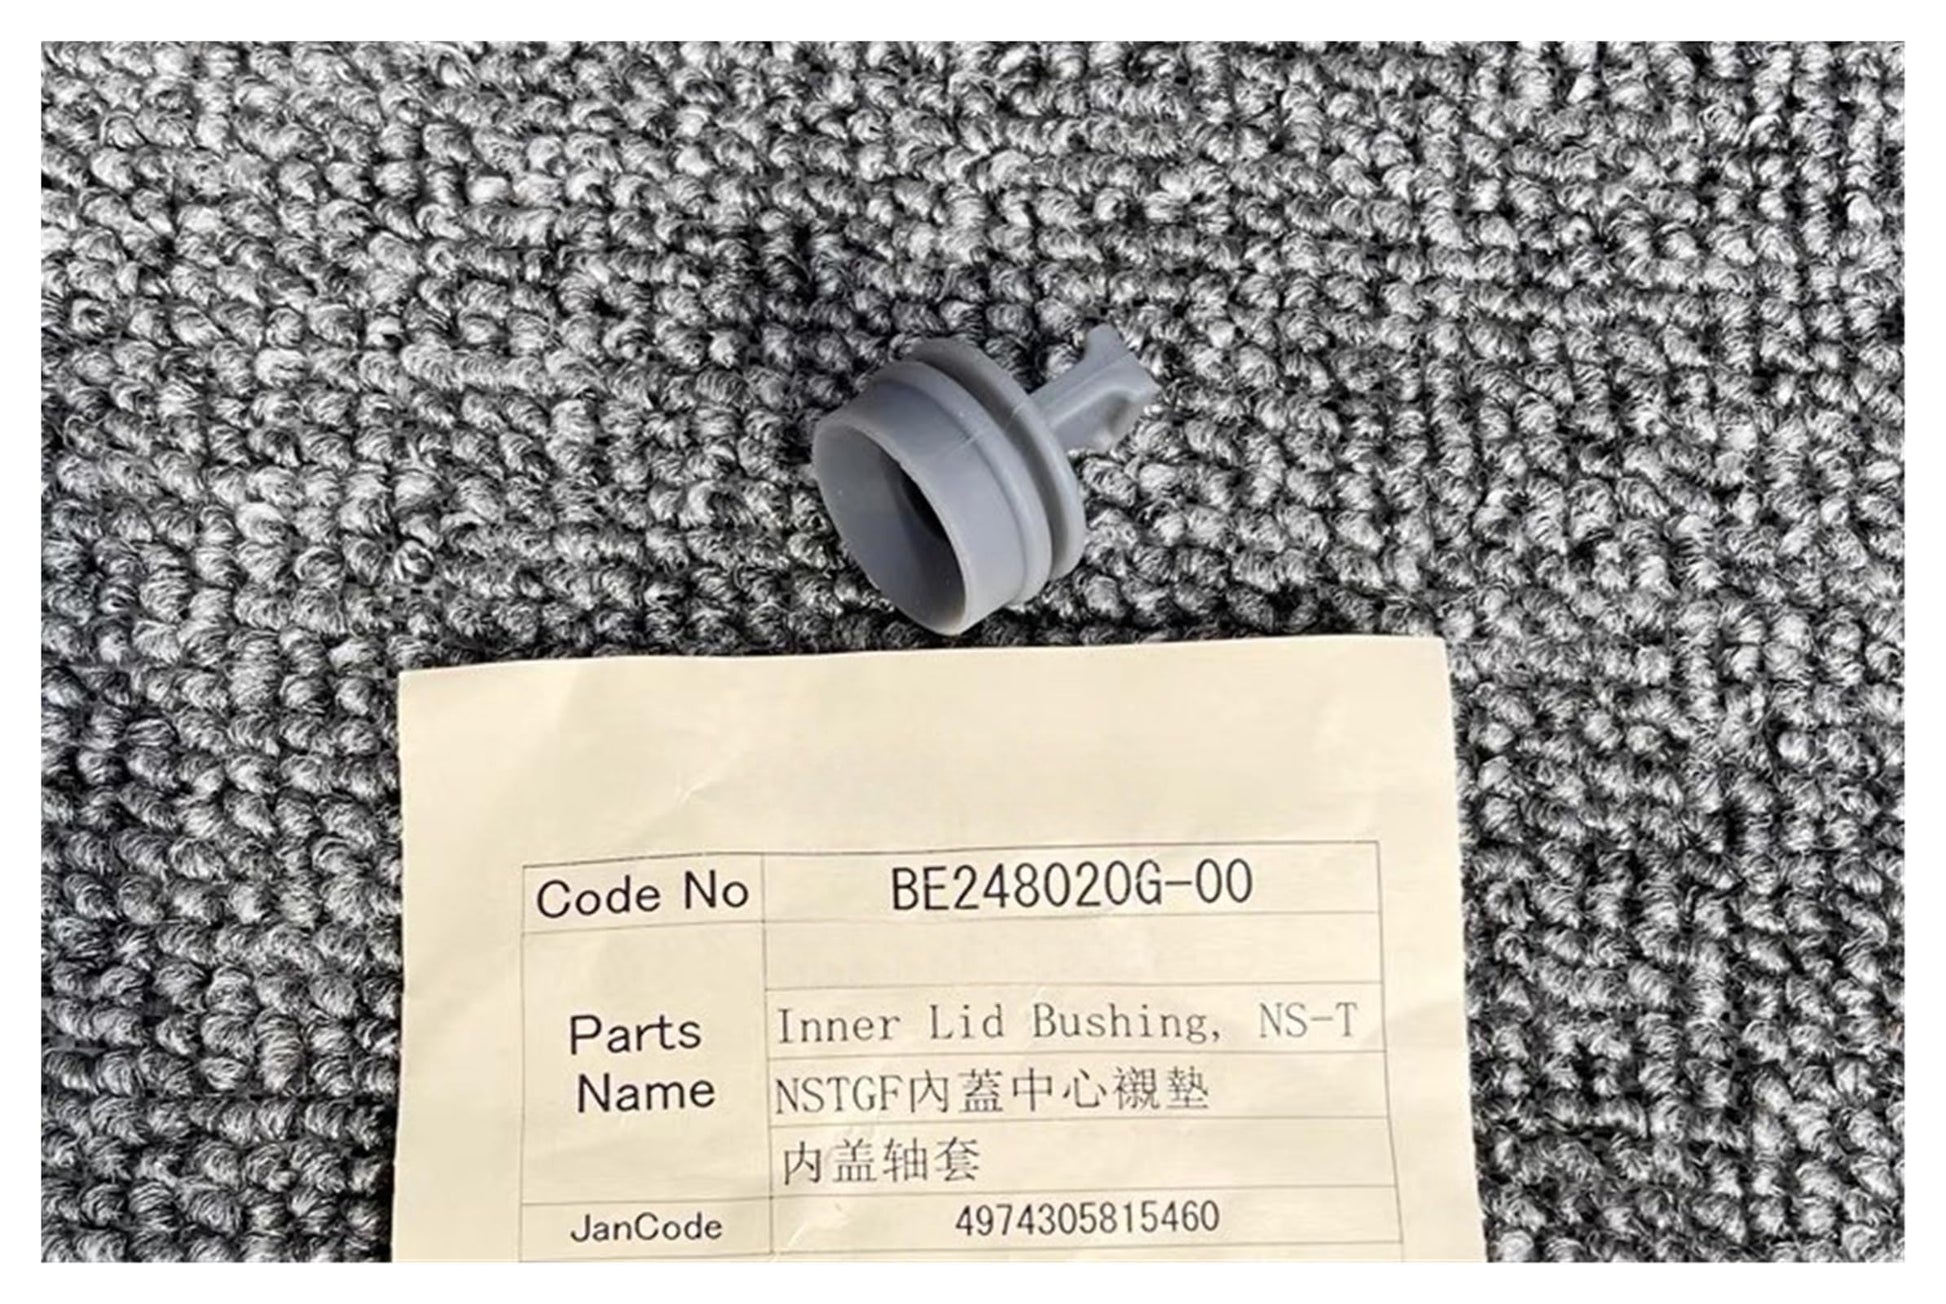 Code No BE248020G-00
Parts Name
Inner Lid Bushing, NS-T
NSTGF內蓋中心襯墊
内盖轴套
JanCode 4974305815460